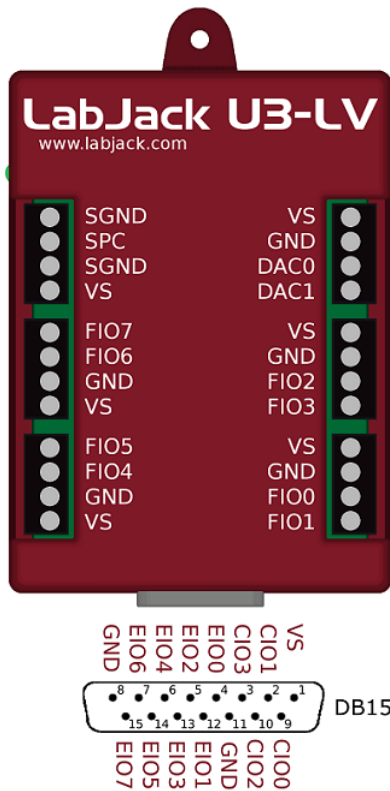 LabJack U3-LV
www.labjack.com
SGND VS
SPC GND
SGND DAC0
VS DAC1
FIO7 VS
FIO6 GND
GND FIO2
VS FIO3
FIO5 VS
FIO4 GND
GND FIO0
VS FIO1
GND EIO6 EIO4 EIO2 EIO0 CIO3 CIO1 VS
8 7 6 5 4 3 2 1
DB15
15 14 13 12 11 10 9
EIO7 EIO5 EIO3 EIO1 GND CIO2 CIO0